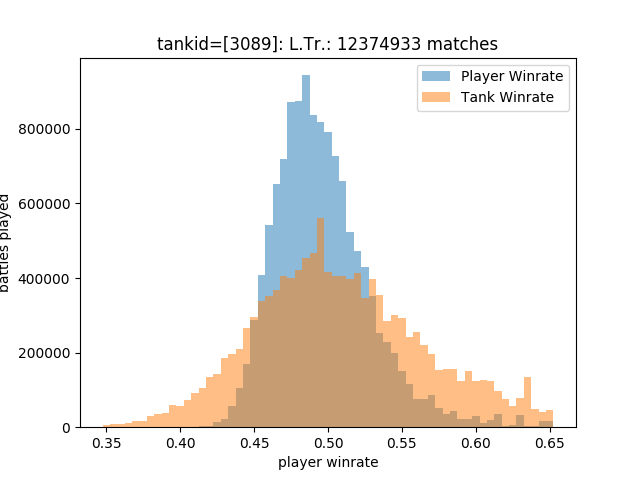 tankid=[3089]: L.Tr.: 12374933 matches
Player Winrate
Tank Winrate
battles played
800000
600000
400000
200000
0
0.35 0.40 0.45 0.50 0.55 0.60 0.65
player winrate